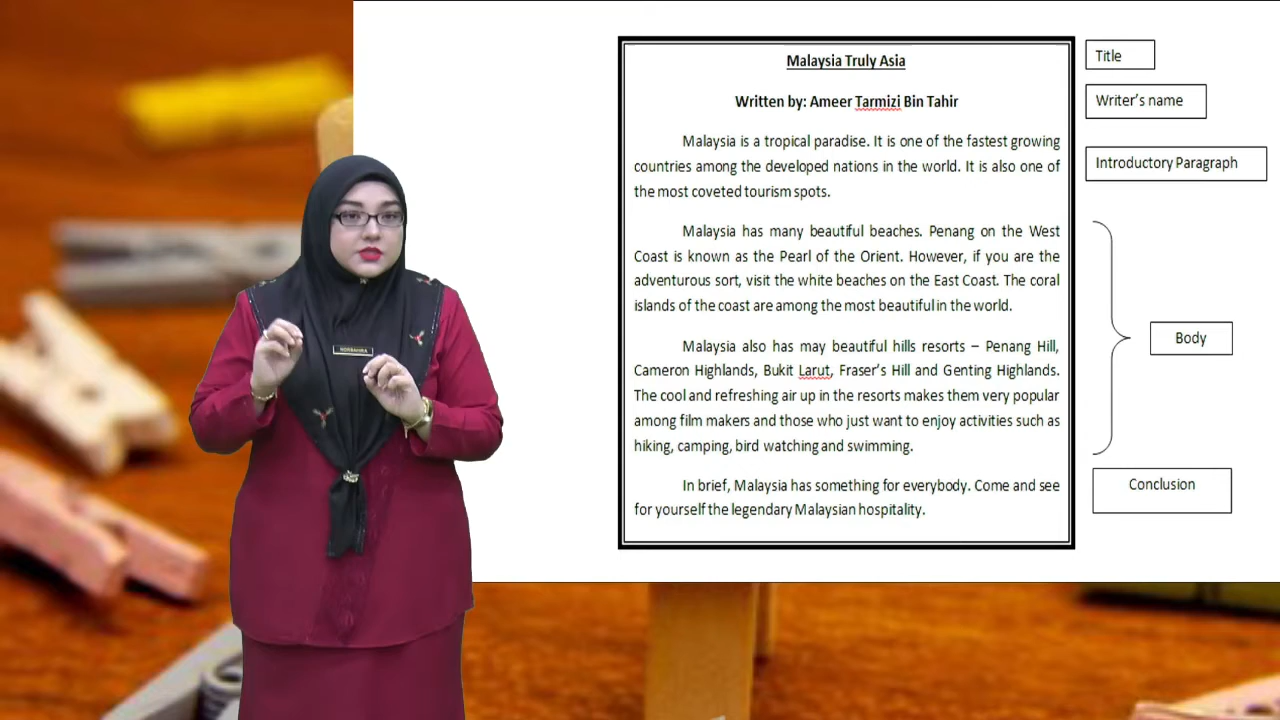 Malaysia Truly Asia
Written by: Ameer Tarmizi Bin Tahir
Malaysia is a tropical paradise. It is one of the fastest growing
countries among the developed nations in the world. It is also one of
the most coveted tourism spots.
Malaysia has many beautiful beaches. Penang on the West
Coast is known as the Pearl of the Orient. However, if you are the
adventurous sort, visit the white beaches on the East Coast. The coral
islands of the coast are among the most beautiful in the world.
Malaysia also has may beautiful hills resorts – Penang Hill,
Cameron Highlands, Bukit Larut, Fraser's Hill and Genting Highlands.
The cool and refreshing air up in the resorts makes them very popular
among film makers and those who just want to enjoy activities such as
hiking, camping, bird watching and swimming.
In brief, Malaysia has something for everybody. Come and see
for yourself the legendary Malaysian hospitality.
Title
Writer's name
Introductory Paragraph
Body
Conclusion